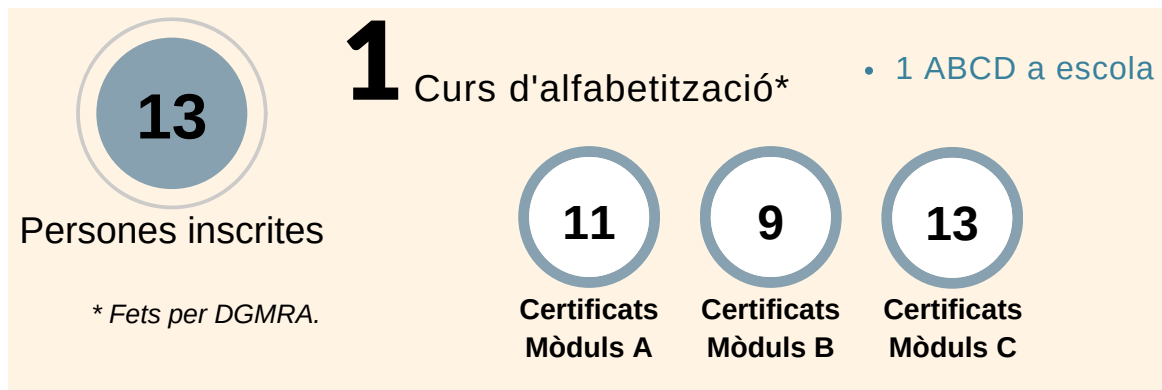 13
Persones inscrites
* Fets per DGMRA.
1 Curs d'alfabetització*
• 1 ABCD a escola
11
Certificats
Mòduls A
9
Certificats
Mòduls B
13
Certificats
Mòduls C